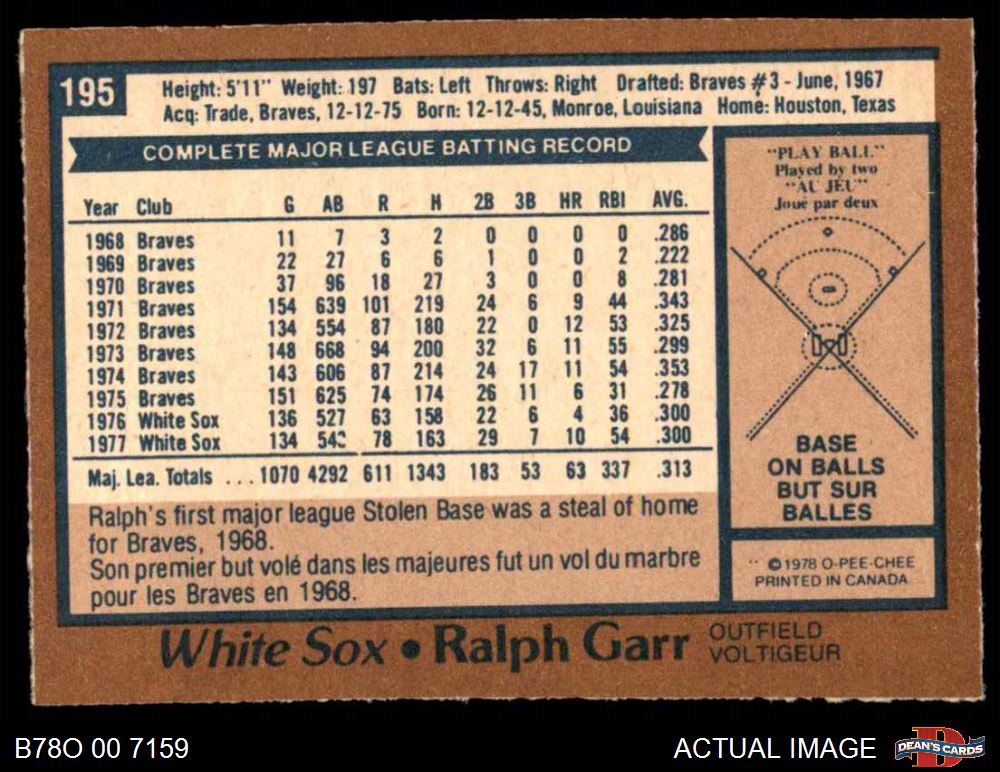 195
Height: 5'11" Weight: 197 Bats: Left Throws: Right Drafted: Braves #3 - June, 1967
Acq: Trade, Braves, 12-12-75 Born: 12-12-45, Monroe, Louisiana Home: Houston, Texas
COMPLETE MAJOR LEAGUE BATTING RECORD
Year Club G AB R H 2B 3B HR RBI AVG.
1968 Braves 11 7 3 2 0 0 0 0 .286
1969 Braves 22 27 6 6 1 0 0 2 .222
1970 Braves 37 96 18 27 3 0 0 8 .281
1971 Braves 154 639 101 219 24 6 9 44 .343
1972 Braves 134 554 87 180 22 0 12 53 .325
1973 Braves 148 668 94 200 32 6 11 55 .299
1974 Braves 143 606 87 214 24 17 11 54 .353
1975 Braves 151 625 74 174 26 11 6 31 .278
1976 White Sox 136 527 63 158 22 6 4 36 .300
1977 White Sox 134 78 163 29 7 10 54 .300
Maj. Lea. Totals ... 1070 4292 611 1343 183 53 63 337 .313
Ralph's first major league Stolen Base was a steal of home
for Braves, 1968.
Son premier but volé dans les majeures fut un vol du marbre
pour les Braves en 1968.
"PLAY BALL"
Played by two
"AU JEU"
Joué par deux
BASE
ON BALLS
BUT SUR
BALLES
©1978 O-PEE-CHEE
PRINTED IN CANADA
White Sox • Ralph Garr
OUTFIELD
VOLTIGEUR
B78O 00 7159
ACTUAL IMAGE
DEAN'S CARDS